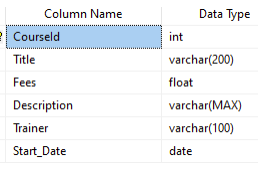 Column Name Data Type
CourseId int
Title varchar(200)
Fees float
Description varchar(MAX)
Trainer varchar(100)
Start_Date date